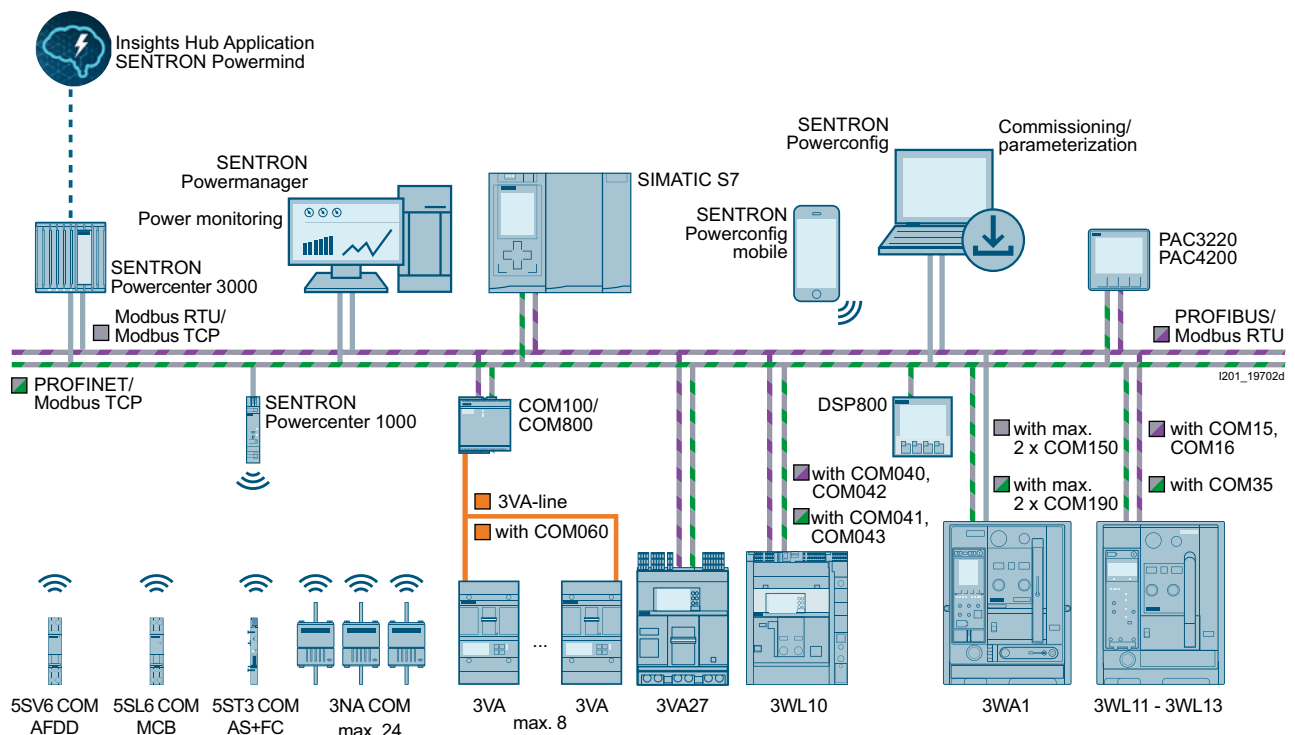 Insights Hub Application
SENTRON Powermind
SENTRON
Powermanager
Power monitoring
SENTRON
Powercenter 3000
Modbus RTU/
Modbus TCP
SIMATIC S7
SENTRON
Powerconfig
Commissioning/
parameterization
SENTRON
Powerconfig
mobile
PAC3220
PAC4200
PROFIBUS/
Modbus RTU
I201_19702d
PROFINET/
Modbus TCP
SENTRON
Powercenter 1000
COM100/
COM800
DSP800
3VA-line
with COM060
with COM040,
COM042
with COM041,
COM043
with max.
2 x COM150
with max.
2 x COM190
with COM15,
COM16
with COM35
...
5SV6 COM
AFDD
5SL6 COM
MCB
5ST3 COM
AS+FC
3NA COM
max. 24
3VA
3VA
max. 8
3VA27
3WL10
3WA1
3WL11 - 3WL13